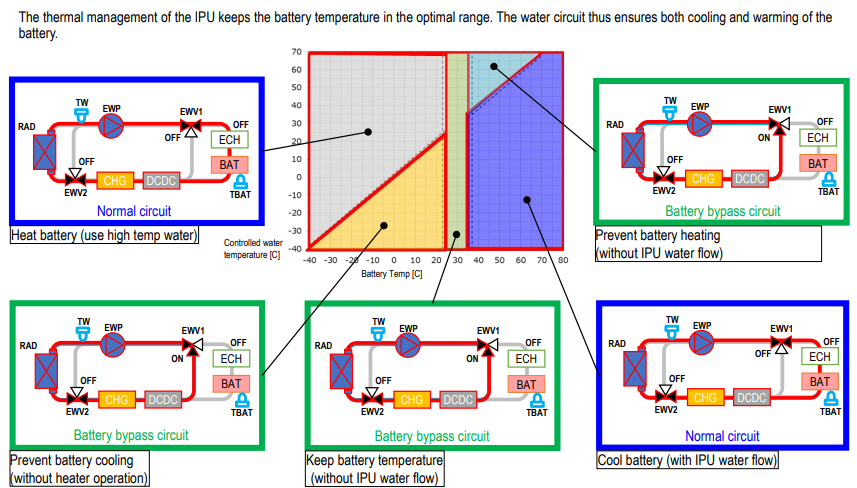 The thermal management of the IPU keeps the battery temperature in the optimal range. The water circuit thus ensures both cooling and warming of the
battery.
TW
EWP
EWV1
RAD
OFF
OFF
ECH
OFF
BAT
CHG
DCDC
EWV2
TBAT
Normal circuit
Heat battery (use high temp water)
70
60
50
40
30
20
10
0
-10
-20
-30
-40
Controlled water
temperature [C]
-40 -30 -20 -10 0 10 20 30 40 50 60 70 80
Battery Temp [C]
TW
EWP
EWV1
RAD
OFF
ON
ECH
OFF
BAT
CHG
DCDC
EWV2
TBAT
Battery bypass circuit
Prevent battery heating
(without IPU water flow)
TW
EWP
EWV1
RAD
OFF
ON
ECH
OFF
BAT
CHG
DCDC
EWV2
TBAT
Battery bypass circuit
Prevent battery cooling
(without heater operation)
TW
EWP
EWV1
RAD
OFF
ON
ECH
OFF
BAT
CHG
DCDC
EWV2
TBAT
Battery bypass circuit
Keep battery temperature
(without IPU water flow)
TW
EWP
EWV1
RAD
OFF
OFF
ECH
OFF
BAT
CHG
DCDC
EWV2
TBAT
Normal circuit
Cool battery (with IPU water flow)